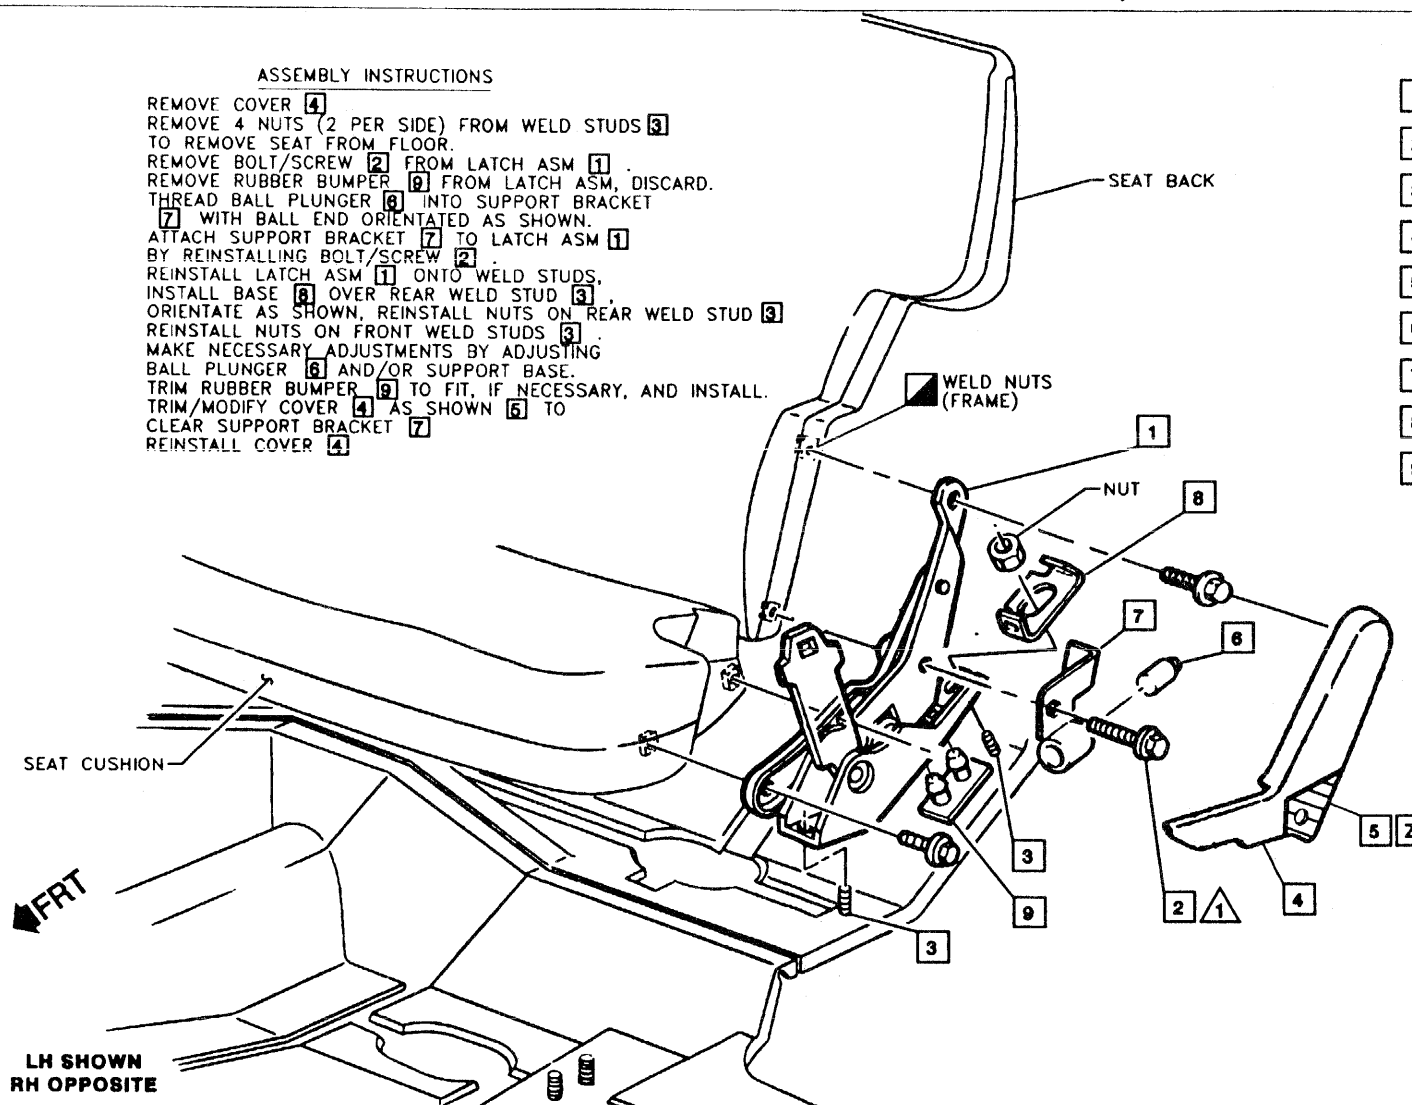 ASSEMBLY INSTRUCTIONS
REMOVE COVER 4
REMOVE 4 NUTS (2 PER SIDE) FROM WELD STUDS 3
TO REMOVE SEAT FROM FLOOR.
REMOVE BOLT/SCREW 2 FROM LATCH ASM 1 .
REMOVE RUBBER BUMPER 9 FROM LATCH ASM, DISCARD.
THREAD BALL PLUNGER 6 INTO SUPPORT BRACKET
7 WITH BALL END ORIENTATED AS SHOWN.
ATTACH SUPPORT BRACKET 7 TO LATCH ASM 1
BY REINSTALLING BOLT/SCREW 2 .
REINSTALL LATCH ASM 1 ONTO WELD STUDS,
INSTALL BASE 8 OVER REAR WELD STUD 3 ,
ORIENTATE AS SHOWN, REINSTALL NUTS ON REAR WELD STUD 3
REINSTALL NUTS ON FRONT WELD STUDS 3 .
MAKE NECESSARY ADJUSTMENTS BY ADJUSTING
BALL PLUNGER 6 AND/OR SUPPORT BASE.
TRIM RUBBER BUMPER 9 TO FIT, IF NECESSARY, AND INSTALL.
TRIM/MODIFY COVER 4 AS SHOWN 5 TO
CLEAR SUPPORT BRACKET 7
REINSTALL COVER 4
SEAT BACK
WELD NUTS
(FRAME)
1
NUT
8
7
6
SEAT CUSHION
5
3
9
2 1
4
3
FRT
LH SHOWN
RH OPPOSITE